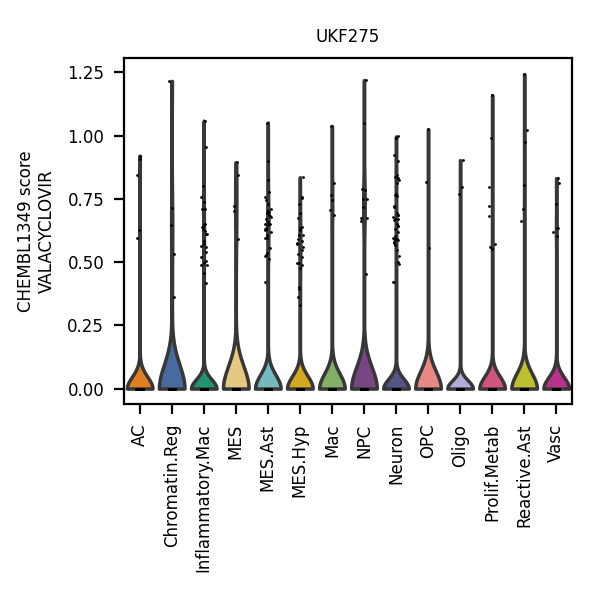 UKF275
CHEMBL1349 score
VALACYCLOVIR
1.25
1.00
0.75
0.50
0.25
0.00
AC
Chromatin.Reg
Inflammatory.Mac
MES
MES.Ast
MES.Hyp
Mac
NPC
Neuron
OPC
Oligo
Prolif.Metab
Reactive.Ast
Vasc